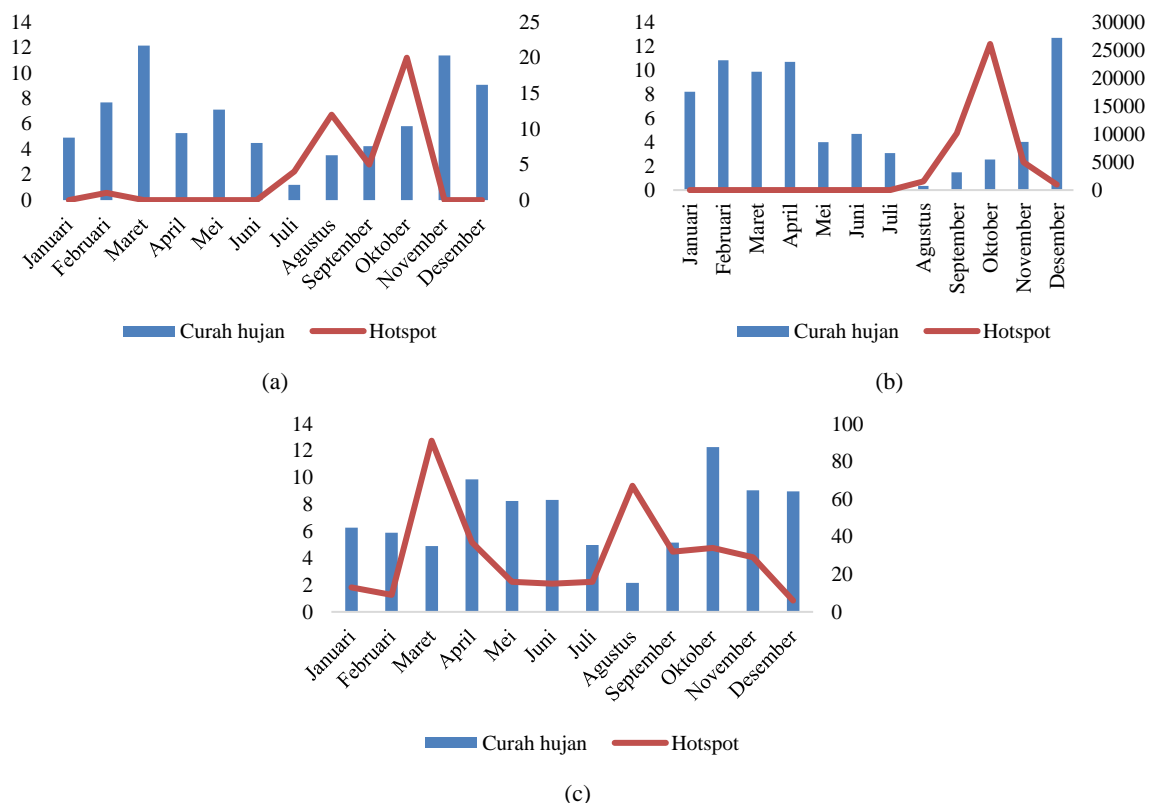 14
12
10
8
6
4
2
0
25
20
15
10
5
0
Januari
Februari
Maret
April
Mei
Juni
Juli
Agustus
September
Oktober
November
Desember
Curah hujan
Hotspot
(a)
14
12
10
8
6
4
2
0
30000
25000
20000
15000
10000
5000
0
Januari
Februari
Maret
April
Mei
Juni
Juli
Agustus
September
Oktober
November
Desember
Curah hujan
Hotspot
(b)
14
12
10
8
6
4
2
0
100
80
60
40
20
0
Januari
Februari
Maret
April
Mei
Juni
Juli
Agustus
September
Oktober
November
Desember
Curah hujan
Hotspot
(c)